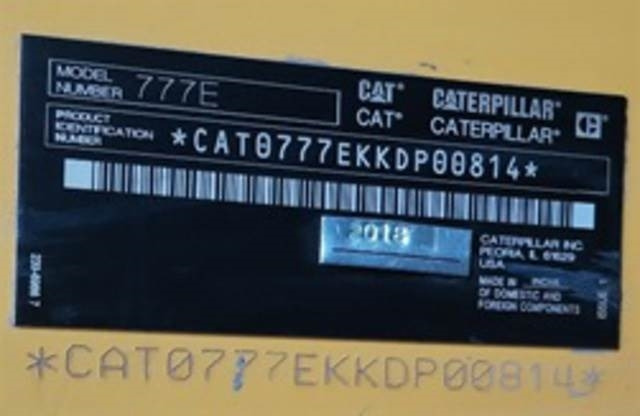 MODEL
NUMBER 777E
CAT® CATERPILLAR®
CAT® CATERPILLAR®
PRODUCT
IDENTIFICATION
NUMBER *CAT0777EKKDP00814*
2018
CATERPILLAR INC.
PEORIA, IL 61629
USA
MADE IN INDIA
OF DOMESTIC AND
FOREIGN COMPONENTS
*CAT0777EKKDP00814*